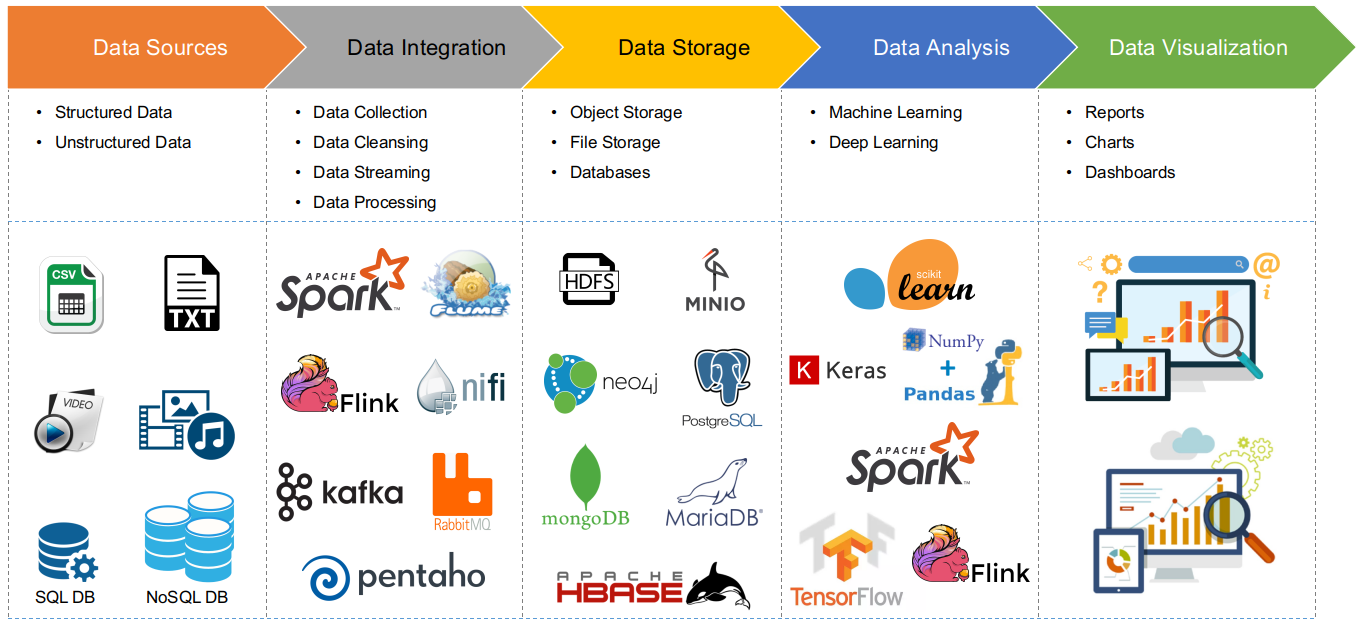 Data Sources
Data Integration
Data Storage
Data Analysis
Data Visualization
• Structured Data
• Unstructured Data
• Data Collection
• Data Cleansing
• Data Streaming
• Data Processing
• Object Storage
• File Storage
• Databases
• Machine Learning
• Deep Learning
• Reports
• Charts
• Dashboards
CSV
TXT
VIDEO
SQL DB
NoSQL DB
APACHE
Spark™
FLUME
Flink
nifi
kafka
RabbitMQ
pentaho
HDFS
MINIO
neo4j
PostgreSQL
mongoDB
MariaDB®
APACHE
HBASE
scikit
learn
K Keras
NumPy
+
Pandas
APACHE
Spark™
TensorFlow
Flink
@
?
i